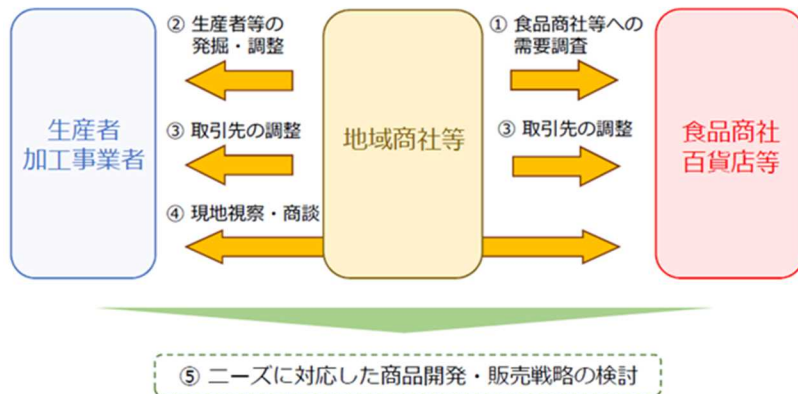 ② 生産者等の
発掘・調整
① 食品商社等への
需要調査
生産者
加工事業者
③ 取引先の調整
地域商社等
③ 取引先の調整
食品商社
百貨店等
④ 現地視察・商談
⑤ ニーズに対応した商品開発・販売戦略の検討